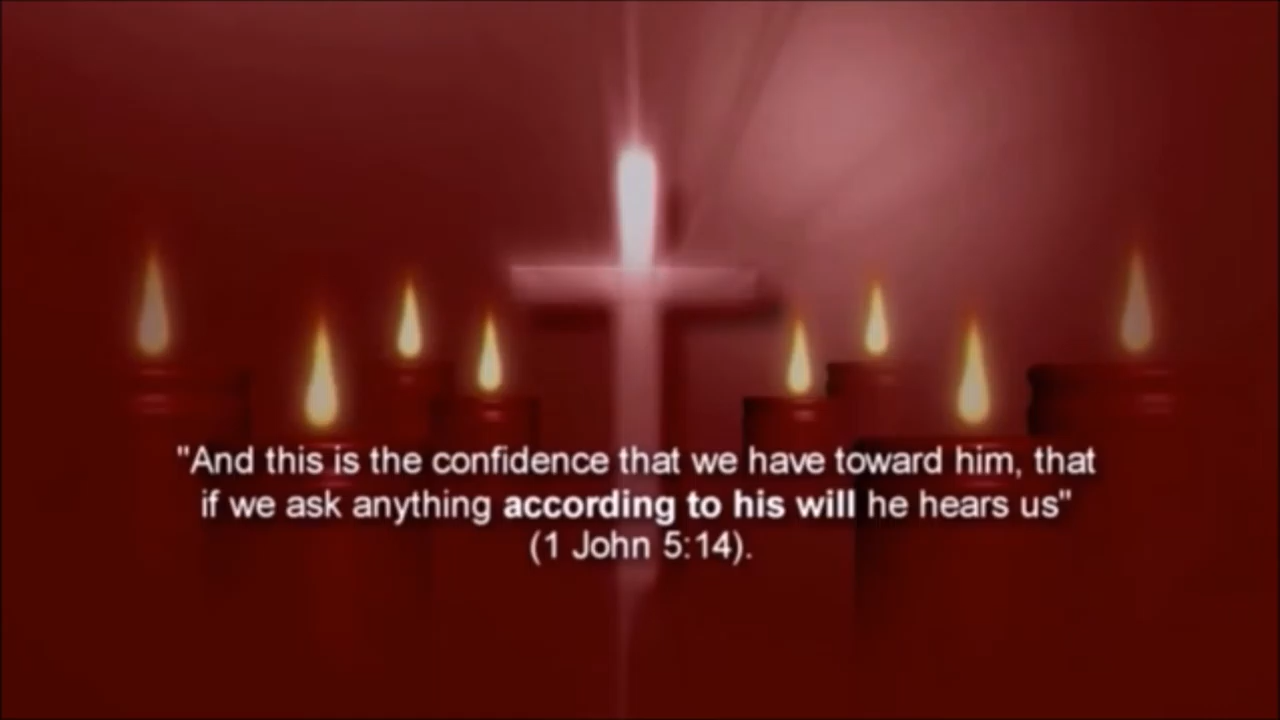 "And this is the confidence that we have toward him, that
if we ask anything according to his will he hears us"
(1 John 5:14).